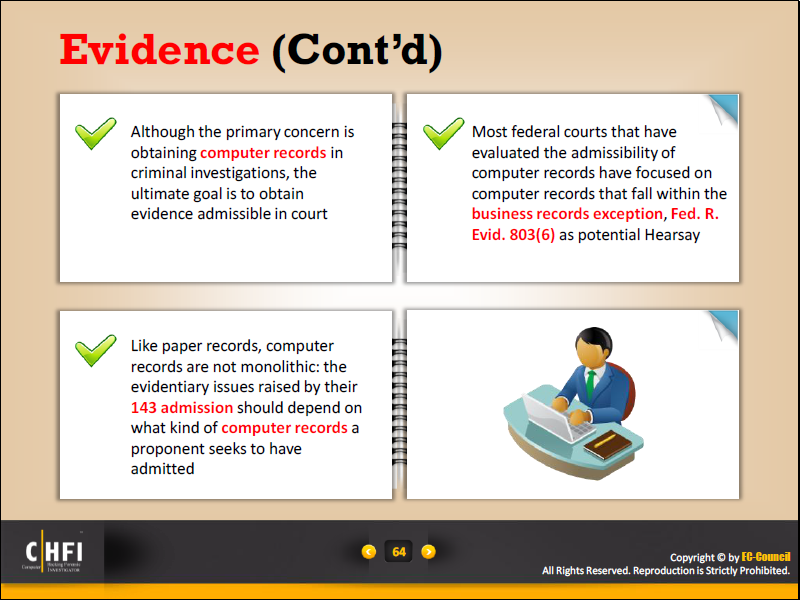 Evidence (Cont’d)
Although the primary concern is
obtaining computer records in
criminal investigations, the
ultimate goal is to obtain
evidence admissible in court
Most federal courts that have
evaluated the admissibility of
computer records have focused on
computer records that fall within the
business records exception, Fed. R.
Evid. 803(6) as potential Hearsay
Like paper records, computer
records are not monolithic: the
evidentiary issues raised by their
143 admission should depend on
what kind of computer records a
proponent seeks to have
admitted
CHFI
Computer Hacking Forensic
INVESTIGATOR
64
Copyright © by EC-Council
All Rights Reserved. Reproduction is Strictly Prohibited.